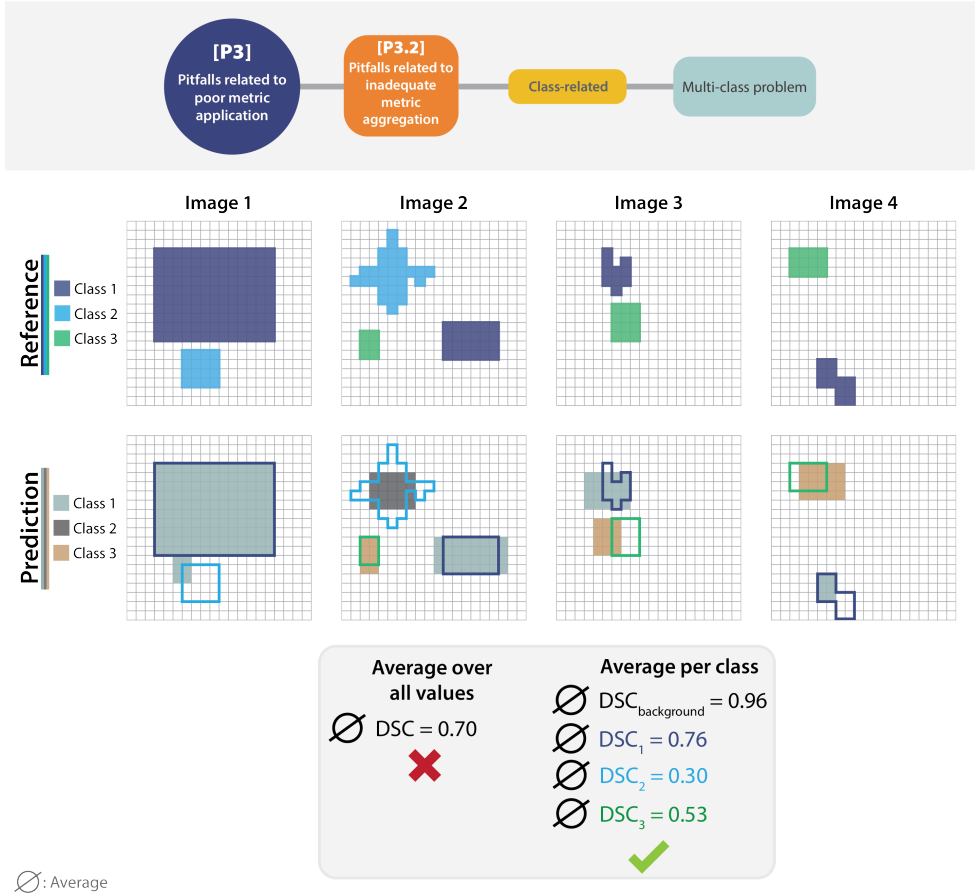 [P3]
Pitfalls related to
poor metric
application
[P3.2]
Pitfalls related to
inadequate
metric
aggregation
Class-related
Multi-class problem
Image 1
Image 2
Image 3
Image 4
Reference
Class 1
Class 2
Class 3
Prediction
Class 1
Class 2
Class 3
Average over
all values
∅ DSC = 0.70
Average per class
∅ DSCbackground = 0.96
∅ DSC1 = 0.76
∅ DSC2 = 0.30
∅ DSC3 = 0.53
∅: Average